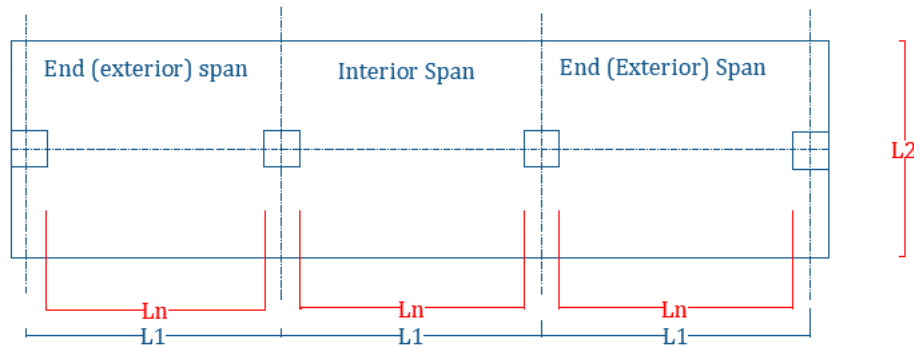 End (exterior) span
Interior Span
End (Exterior) Span
L2
Ln
Ln
Ln
L1
L1
L1